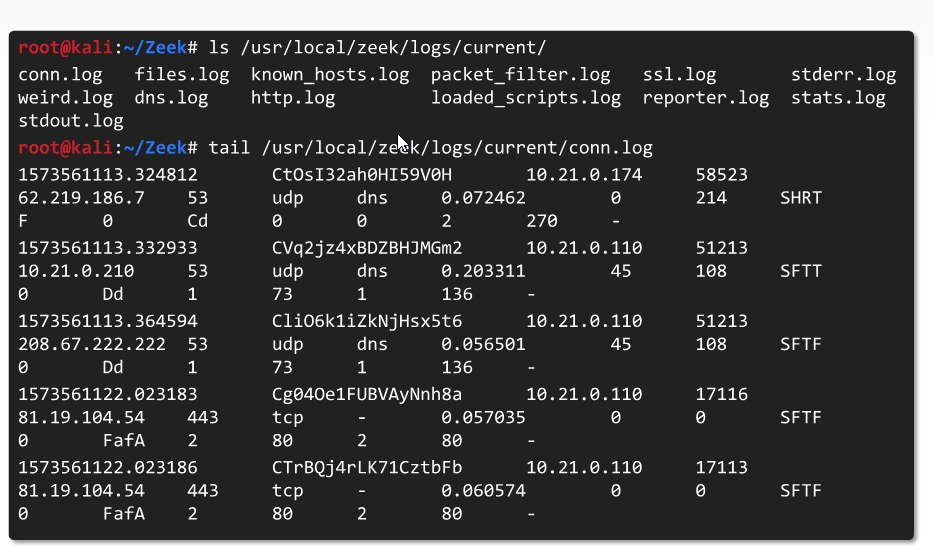 root@kali:~/Zeek# ls /usr/local/zeek/logs/current/
conn.log files.log known_hosts.log packet_filter.log ssl.log stderr.log
weird.log dns.log http.log loaded_scripts.log reporter.log stats.log
stdout.log
root@kali:~/Zeek# tail /usr/local/zeek/logs/current/conn.log
1573561113.324812 CtOsI32ah0HI59V0H 10.21.0.174 58523
62.219.186.7 53 udp dns 0.072462 0 214 SHRT
F 0 Cd 0 0 2 270 -
1573561113.332933 CVq2jz4xBDZBHJMGm2 10.21.0.110 51213
10.21.0.210 53 udp dns 0.203311 45 108 SFTT
0 Dd 1 73 1 136 -
1573561113.364594 CliO6k1iZkNjHsx5t6 10.21.0.110 51213
208.67.222.222 53 udp dns 0.056501 45 108 SFTF
0 Dd 1 73 1 136 -
1573561122.023183 Cg04Oe1FUBVAyNnh8a 10.21.0.110 17116
81.19.104.54 443 tcp - 0.057035 0 0 SFTF
0 FafA 2 80 2 80 -
1573561122.023186 CTrBQj4rLK71CztbFb 10.21.0.110 17113
81.19.104.54 443 tcp - 0.060574 0 0 SFTF
0 FafA 2 80 2 80 -